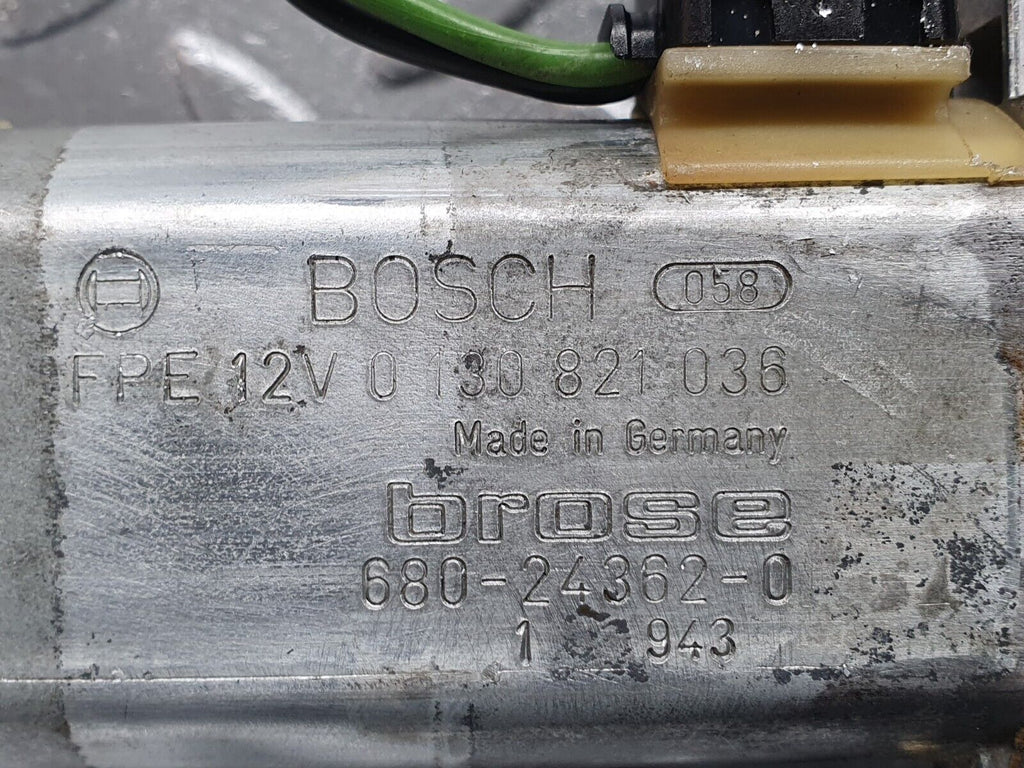 BOSCH 058
FPE 12V 0 130 821 036
Made in Germany
brose
680-24362-0
1 943